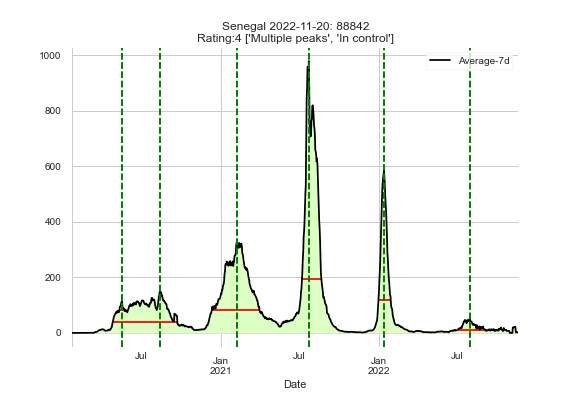 Senegal 2022-11-20: 88842
Rating:4 ['Multiple peaks', 'In control']
Average-7d
1000
800
600
400
200
0
Jul
Jan
2021
Jul
Jan
2022
Jul
Date